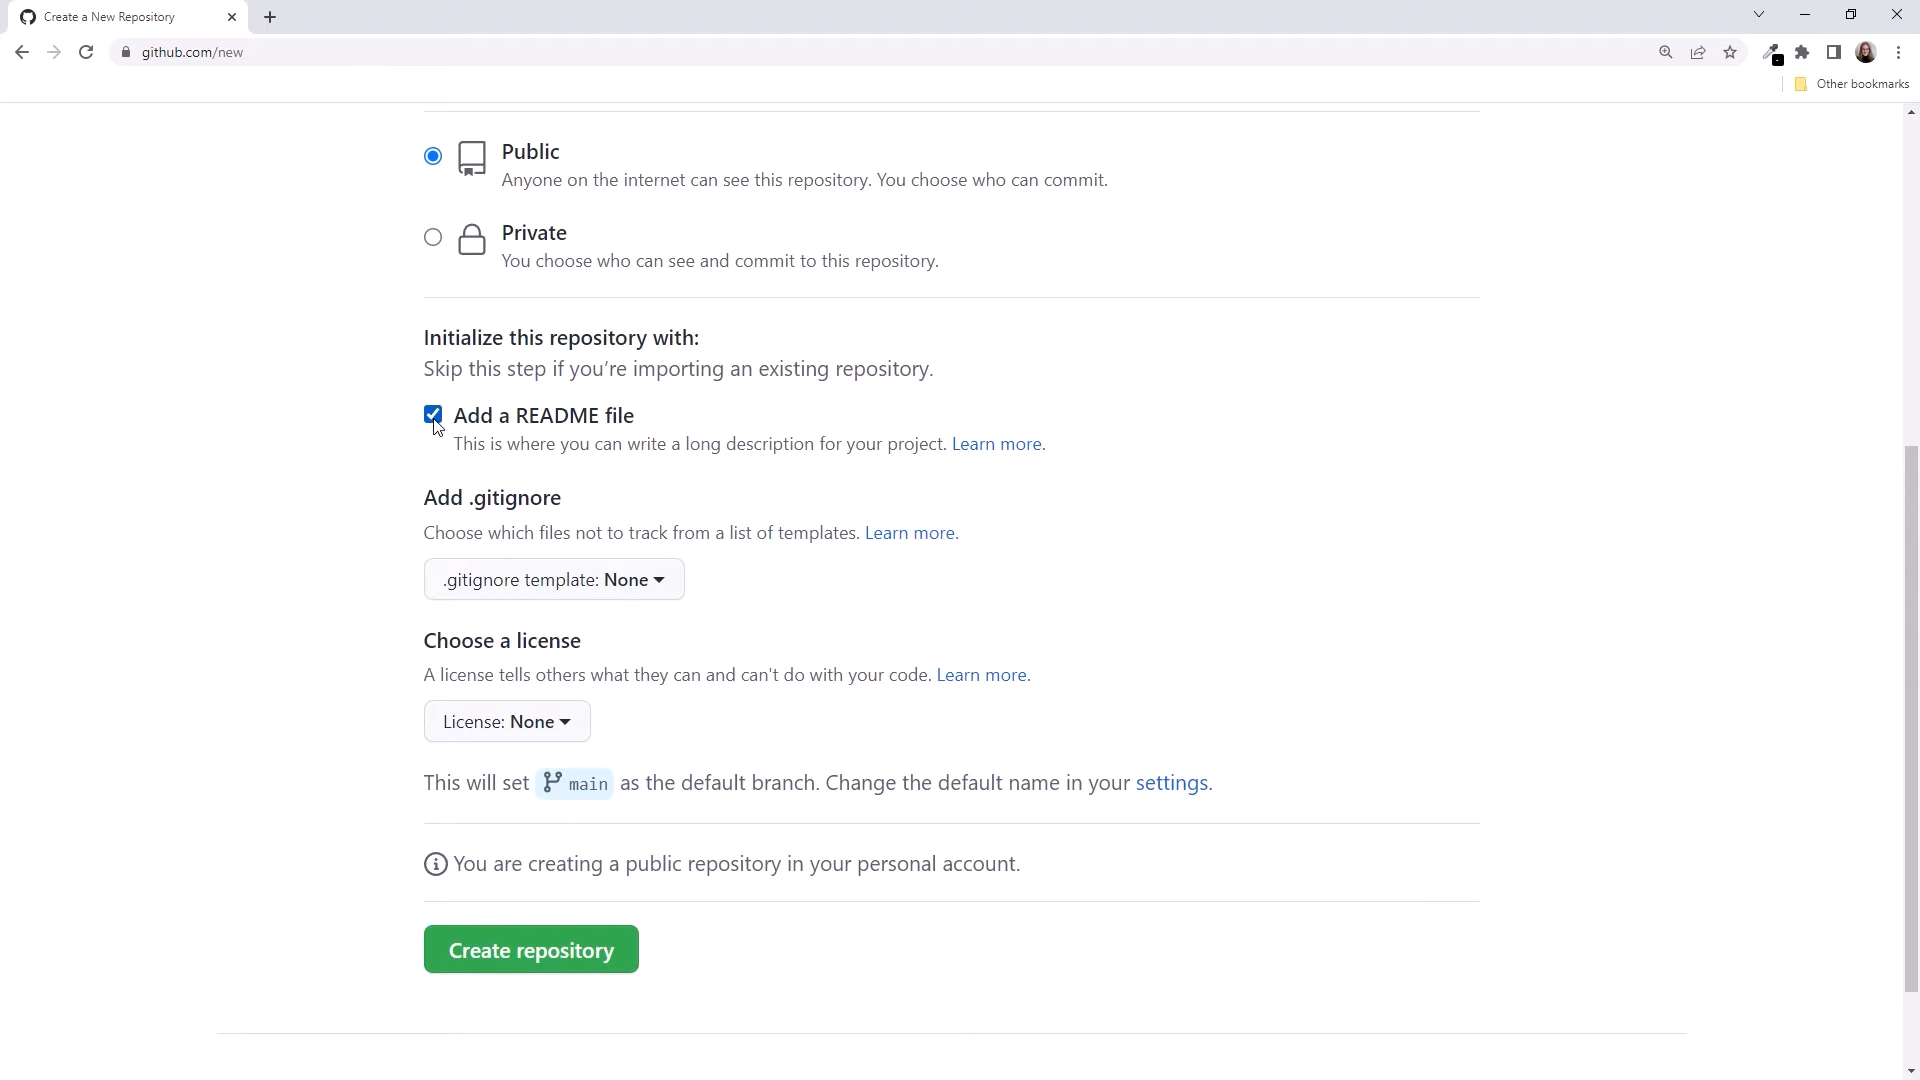 Create a New Repository
github.com/new
Other bookmarks
Public
Anyone on the internet can see this repository. You choose who can commit.
Private
You choose who can see and commit to this repository.
Initialize this repository with:
Skip this step if you’re importing an existing repository.
Add a README file
This is where you can write a long description for your project. Learn more.
Add .gitignore
Choose which files not to track from a list of templates. Learn more.
.gitignore template: None
Choose a license
A license tells others what they can and can't do with your code. Learn more.
License: None
This will set main as the default branch. Change the default name in your settings.
You are creating a public repository in your personal account.
Create repository